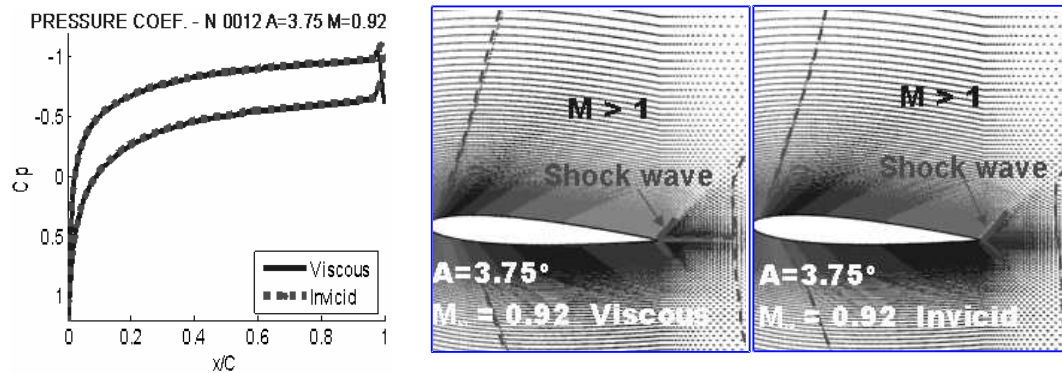 PRESSURE COEF. - N 0012 A=3.75 M=0.92
-1
-0.5
0
0.5
1
C p
0
0.2
0.4
0.6
0.8
1
x/C
Viscous
Invicid
M > 1
Shock wave
A=3.75°
M∞ = 0.92 Viscous
M > 1
Shock wave
A=3.75°
M∞ = 0.92 Invicid